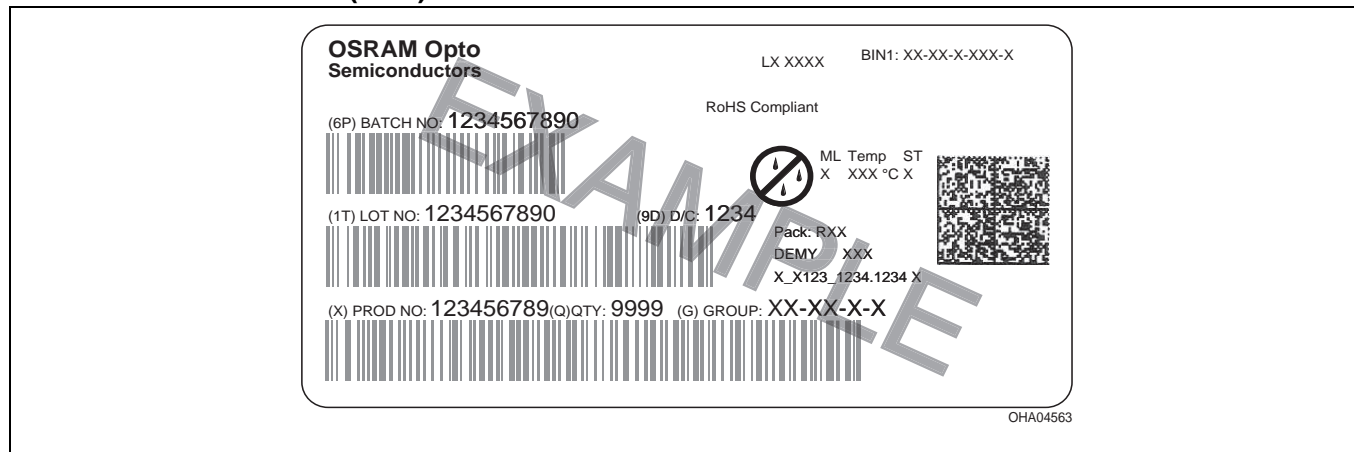 OSRAM Opto
Semiconductors
LX XXXX
BIN1: XX-XX-X-XXX-X
RoHS Compliant
(6P) BATCH NO: 1234567890
ML Temp ST
X XXX °C X
(1T) LOT NO: 1234567890 (9D) D/C: 1234
Pack: RXX
DEMY XXX
X_X123_1234.1234 X
(X) PROD NO: 123456789(Q)QTY: 9999 (G) GROUP: XX-XX-X-X
EXAMPLE
OHA04563